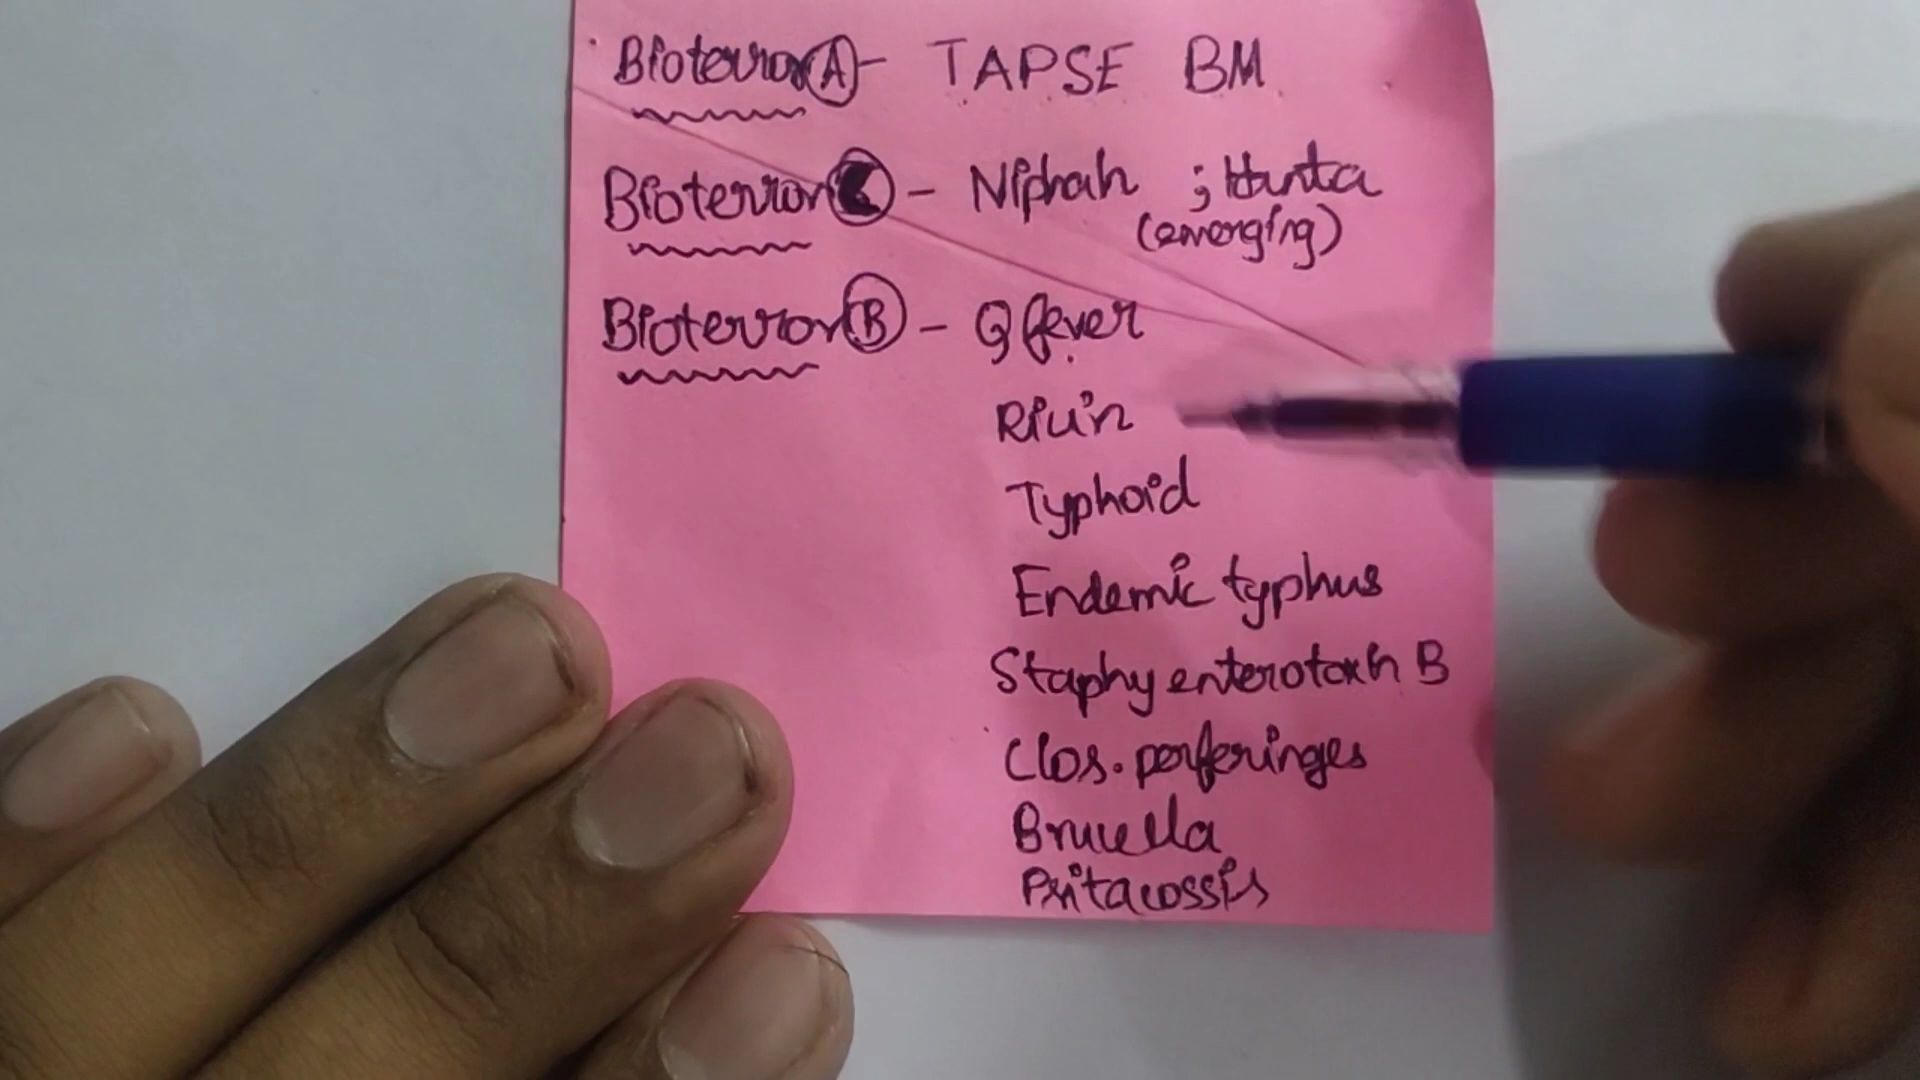 Bioterror A - TAPSE BM
Bioterror C - Niphah ; Hanta
(emerging)
Bioterror B - Q fever
Ricin
Typhoid
Endemic typhus
Staphy enterotoxin B
Clos. perferinges
Brucella
Psitacossis